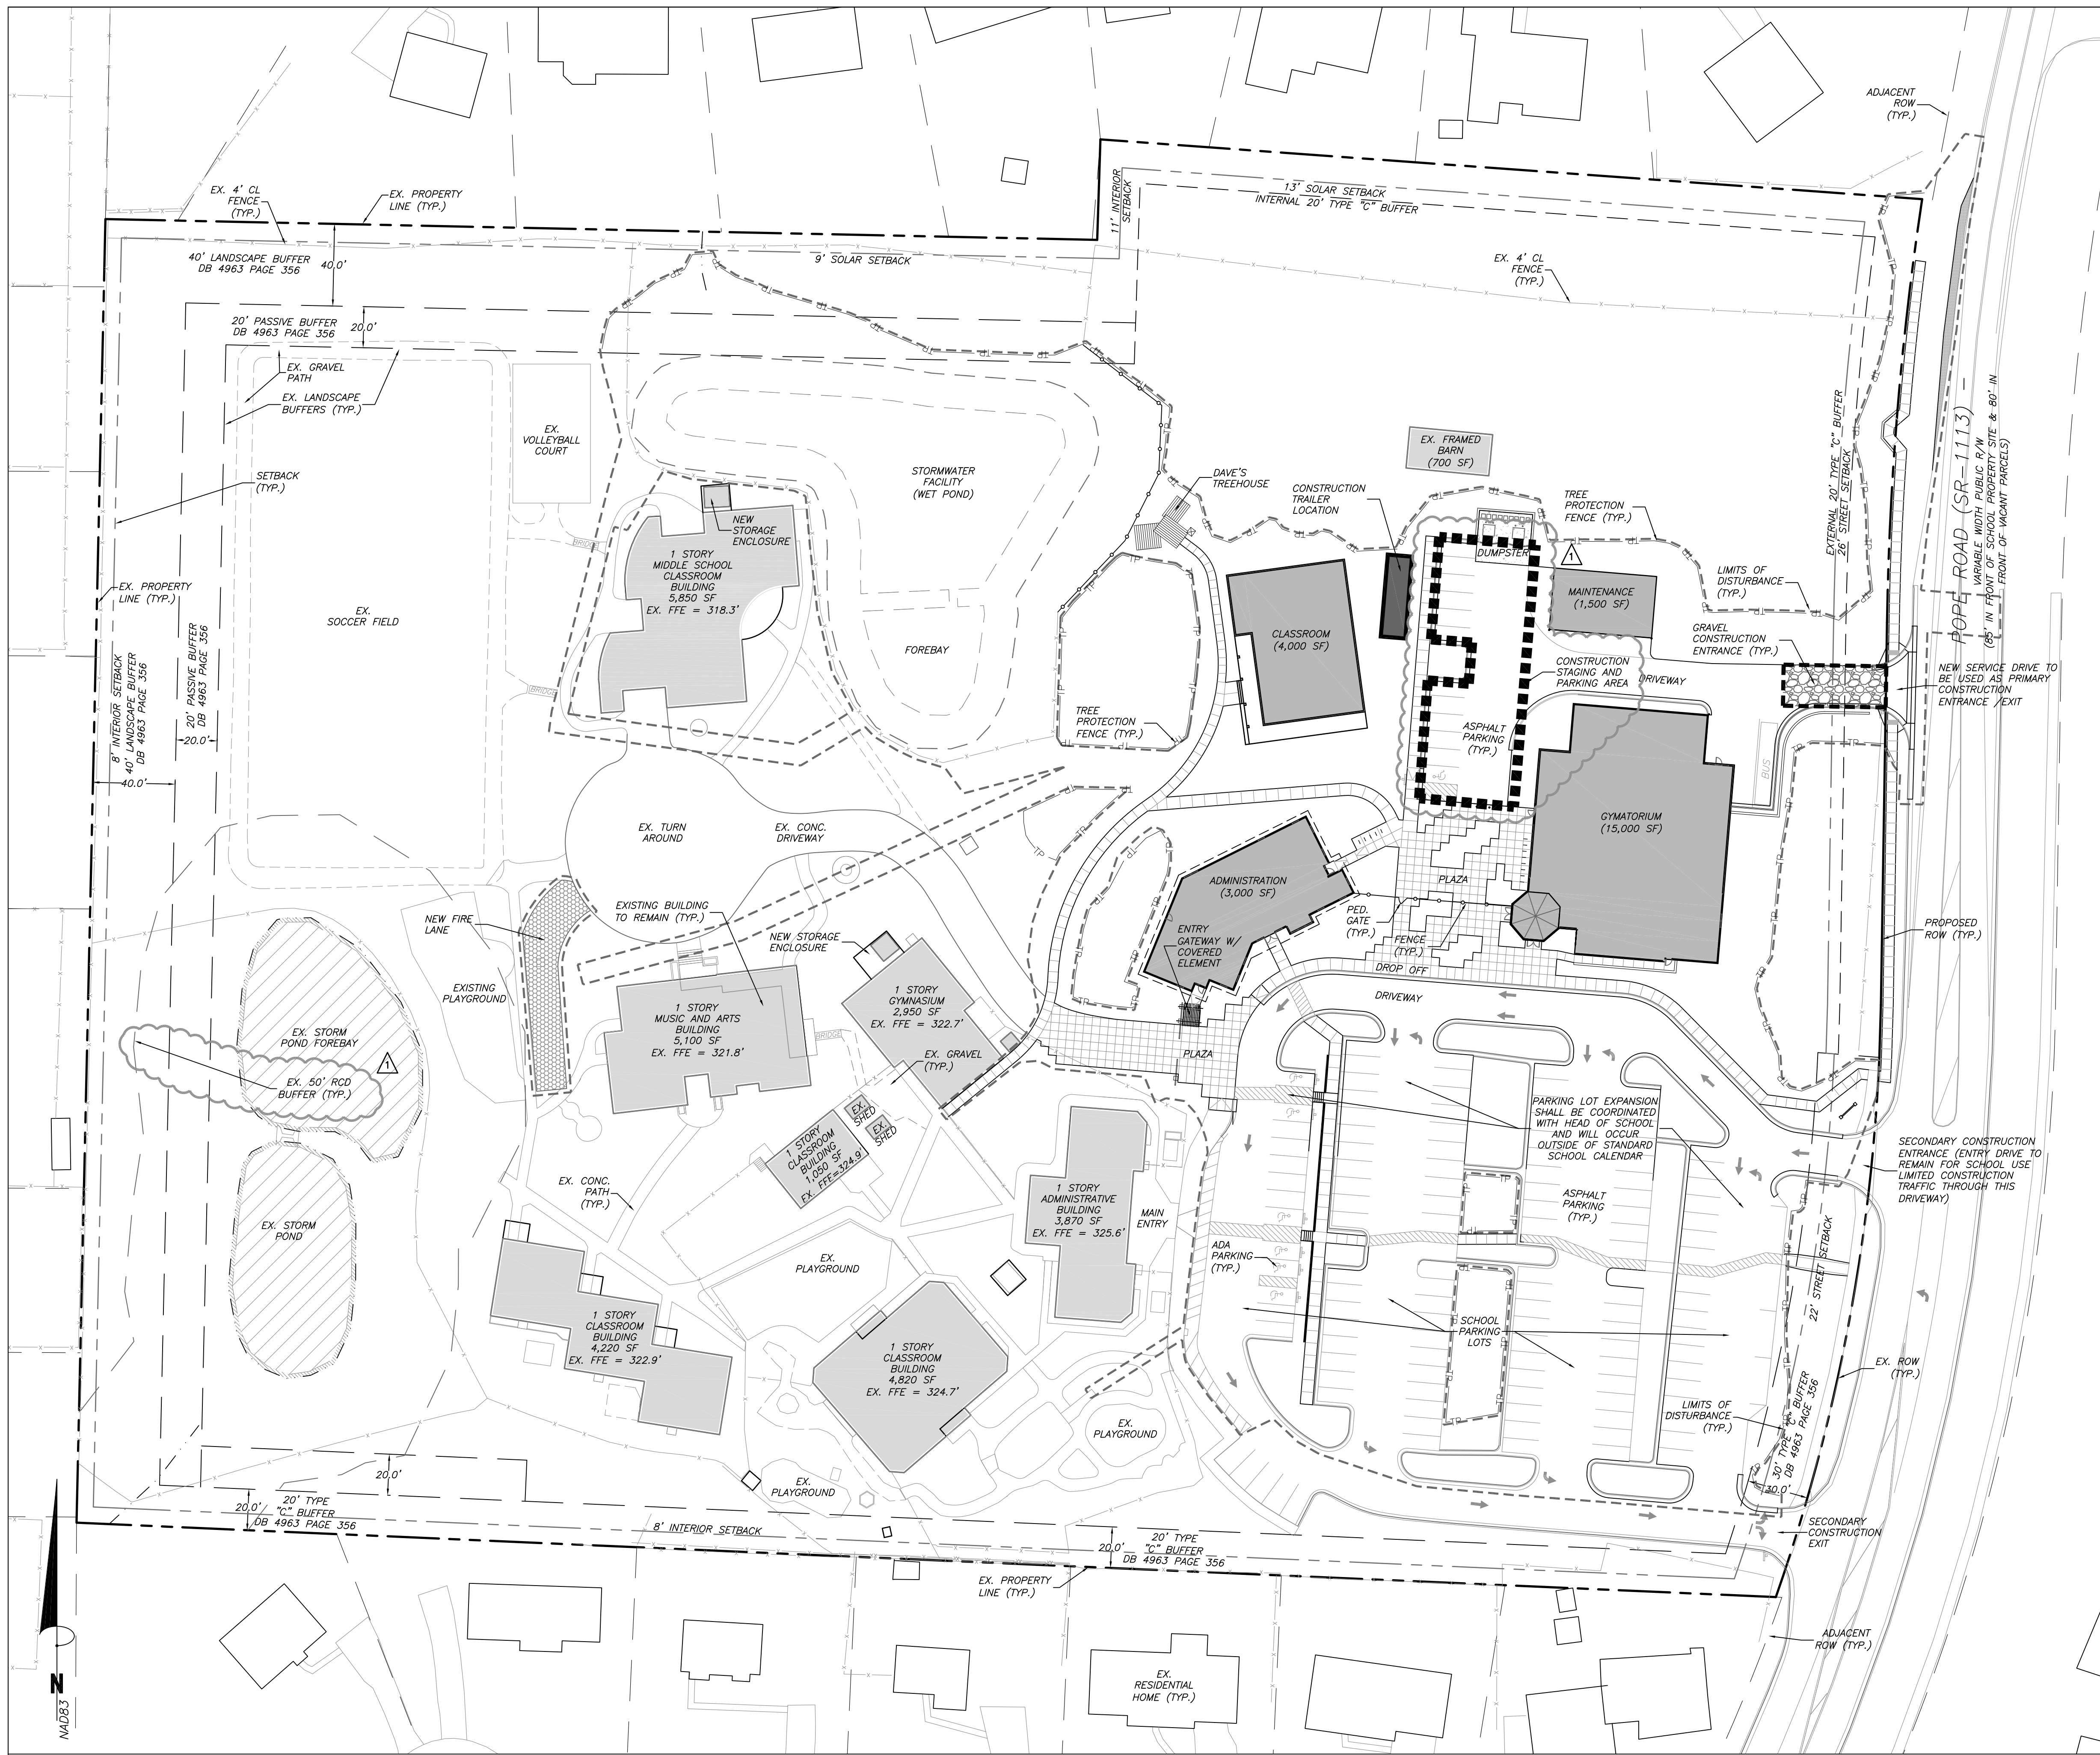 ADJACENT
ROW
(TYP.)
EX. 4' CL
FENCE
(TYP.)
EX. PROPERTY
LINE (TYP.)
11' INTERIOR
SETBACK
13' SOLAR SETBACK
INTERNAL 20' TYPE "C" BUFFER
40' LANDSCAPE BUFFER
DB 4963 PAGE 356
40.0'
9' SOLAR SETBACK
EX. 4' CL
FENCE
(TYP.)
20' PASSIVE BUFFER
DB 4963 PAGE 356
20.0'
EX. GRAVEL
PATH
EX. LANDSCAPE
BUFFERS (TYP.)
EX.
VOLLEYBALL
COURT
SETBACK
(TYP.)
STORMWATER
FACILITY
(WET POND)
EX. FRAMED
BARN
(700 SF)
DAVE'S
TREEHOUSE
CONSTRUCTION
TRAILER
LOCATION
TREE
PROTECTION
FENCE (TYP.)
EXTERNAL 20' TYPE "C" BUFFER
26' STREET SETBACK
POPE ROAD (SR-1113)
VARIABLE WIDTH PUBLIC R/W
(85' IN FRONT OF SCHOOL PROPERTY SITE & 80' IN
FRONT OF VACANT PARCELS)
NEW
STORAGE
ENCLOSURE
BRIDGE
1 STORY
MIDDLE SCHOOL
CLASSROOM
BUILDING
5,850 SF
EX. FFE = 318.3'
DUMPSTER
1
LIMITS OF
DISTURBANCE
(TYP.)
MAINTENANCE
(1,500 SF)
EX. PROPERTY
LINE (TYP.)
EX.
SOCCER FIELD
8' INTERIOR SETBACK
40' LANDSCAPE BUFFER
DB 4963 PAGE 356
20' PASSIVE BUFFER
DB 4963 PAGE 356
20.0'
40.0'
FOREBAY
CLASSROOM
(4,000 SF)
GRAVEL
CONSTRUCTION
ENTRANCE (TYP.)
CONSTRUCTION
STAGING AND
PARKING AREA
DRIVEWAY
NEW SERVICE DRIVE TO
BE USED AS PRIMARY
CONSTRUCTION
ENTRANCE /EXIT
BRIDGE
TREE
PROTECTION
FENCE (TYP.)
ASPHALT
PARKING
(TYP.)
BUS
EX. TURN
AROUND
EX. CONC.
DRIVEWAY
GYMATORIUM
(15,000 SF)
ADMINISTRATION
(3,000 SF)
PLAZA
NEW FIRE
LANE
EXISTING BUILDING
TO REMAIN (TYP.)
NEW STORAGE
ENCLOSURE
PED.
GATE
(TYP.)
FENCE
(TYP.)
ENTRY
GATEWAY W/
COVERED
ELEMENT
PROPOSED
ROW (TYP.)
DROP OFF
DRIVEWAY
EXISTING
PLAYGROUND
1 STORY
MUSIC AND ARTS
BUILDING
5,100 SF
EX. FFE = 321.8'
1 STORY
GYMNASIUM
2,950 SF
EX. FFE = 322.7'
BRIDGE
EX. STORM
POND FOREBAY
1
EX. GRAVEL
(TYP.)
PLAZA
EX. 50' RCD
BUFFER (TYP.)
EX.
SHED
EX.
SHED
1 STORY
CLASSROOM
BUILDING
1,050 SF
EX. FFE=324.9'
PARKING LOT EXPANSION
SHALL BE COORDINATED
WITH HEAD OF SCHOOL
AND WILL OCCUR
OUTSIDE OF STANDARD
SCHOOL CALENDAR
SECONDARY CONSTRUCTION
ENTRANCE (ENTRY DRIVE TO
REMAIN FOR SCHOOL USE
LIMITED CONSTRUCTION
TRAFFIC THROUGH THIS
DRIVEWAY)
EX. CONC.
PATH
(TYP.)
1 STORY
ADMINISTRATIVE
BUILDING
3,870 SF
EX. FFE = 325.6'
MAIN
ENTRY
ASPHALT
PARKING
(TYP.)
EX. STORM
POND
EX.
PLAYGROUND
ADA
PARKING
(TYP.)
22' STREET SETBACK
1 STORY
CLASSROOM
BUILDING
4,220 SF
EX. FFE = 322.9'
1 STORY
CLASSROOM
BUILDING
4,820 SF
EX. FFE = 324.7'
SCHOOL
PARKING
LOTS
EX. ROW
(TYP.)
LIMITS OF
DISTURBANCE
(TYP.)
30' TYPE "C" BUFFER
DB 4963 PAGE 356
30.0'
EX.
PLAYGROUND
EX.
PLAYGROUND
20.0'
20.0'
20' TYPE
"C" BUFFER
DB 4963 PAGE 356
8' INTERIOR SETBACK
20.0'
20' TYPE
"C" BUFFER
DB 4963 PAGE 356
SECONDARY
CONSTRUCTION
EXIT
EX. PROPERTY
LINE (TYP.)
ADJACENT
ROW (TYP.)
EX.
RESIDENTIAL
HOME (TYP.)
N
NAD83